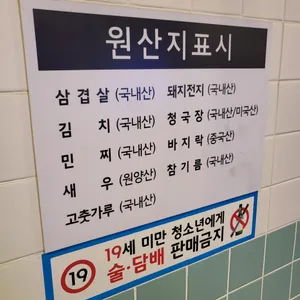 원산지표시
삼겹살 (국내산) 돼지전지 (국내산)
김 치 (국내산) 청국장 (국내산/미국산)
민 찌 (국내산) 바지락 (중국산)
새 우 (원양산) 참기름 (국내산)
고춧가루 (국내산)
19 19세 미만 청소년에게
술·담배 판매금지